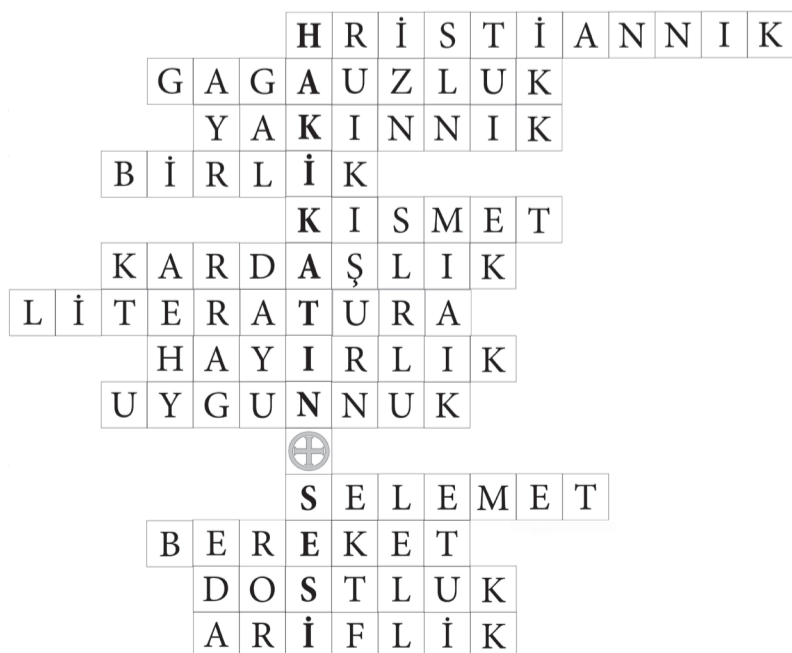 HRİSTİANNIK
GAGAUZLUK
YAKINNIK
BİRLİK
KISMET
KARDAŞLIK
LİTERATURA
HAYIRLIK
UYGUNNUK
SELEMET
BEREKET
DOSTLUK
ARİFLİK